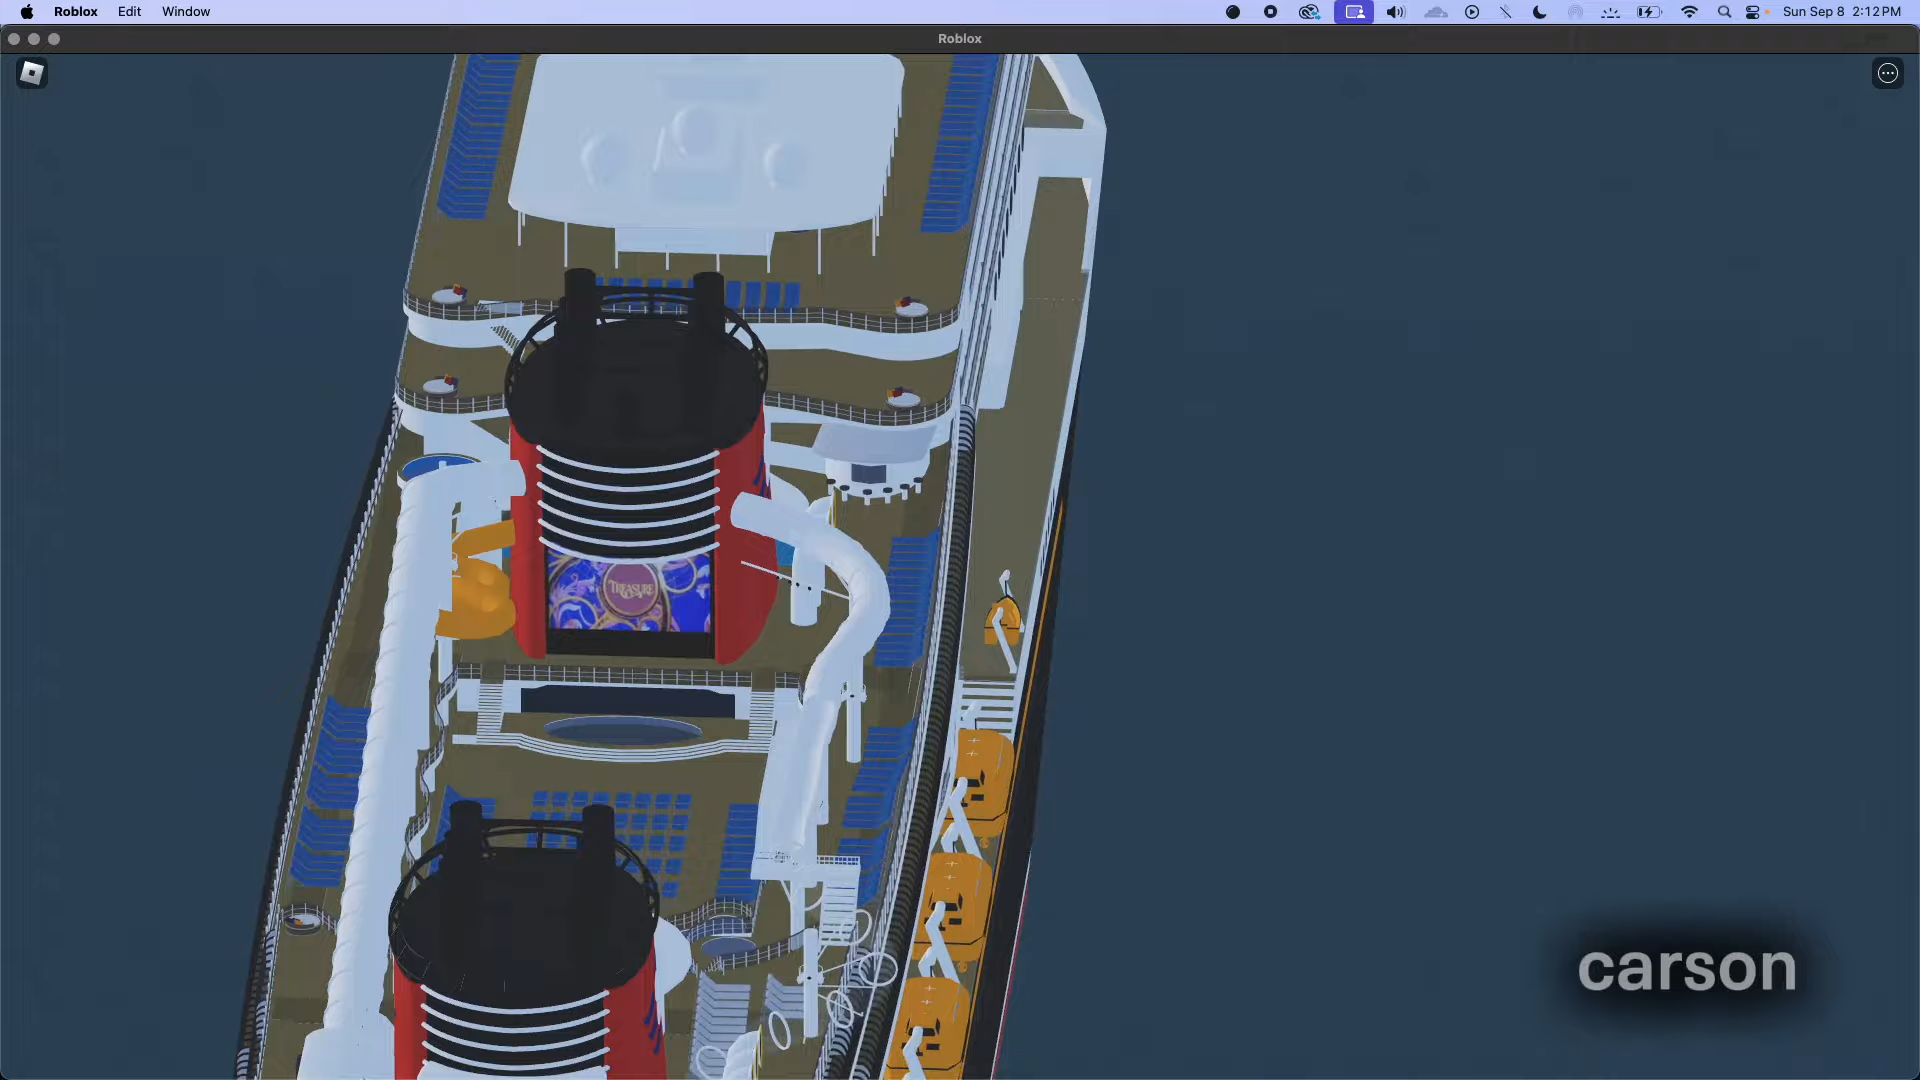 Roblox Edit Window
Sun Sep 8 2:12 PM
Roblox
TREASURE
carson